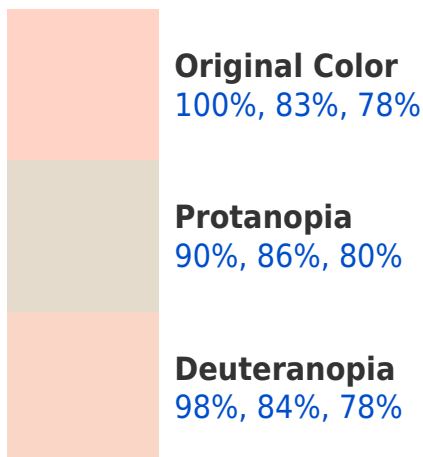 Original Color
100%, 83%, 78%
Protanopia
90%, 86%, 80%
Deuteranopia
98%, 84%, 78%